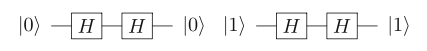 |0⟩ H H |0⟩ |1⟩ H H |1⟩